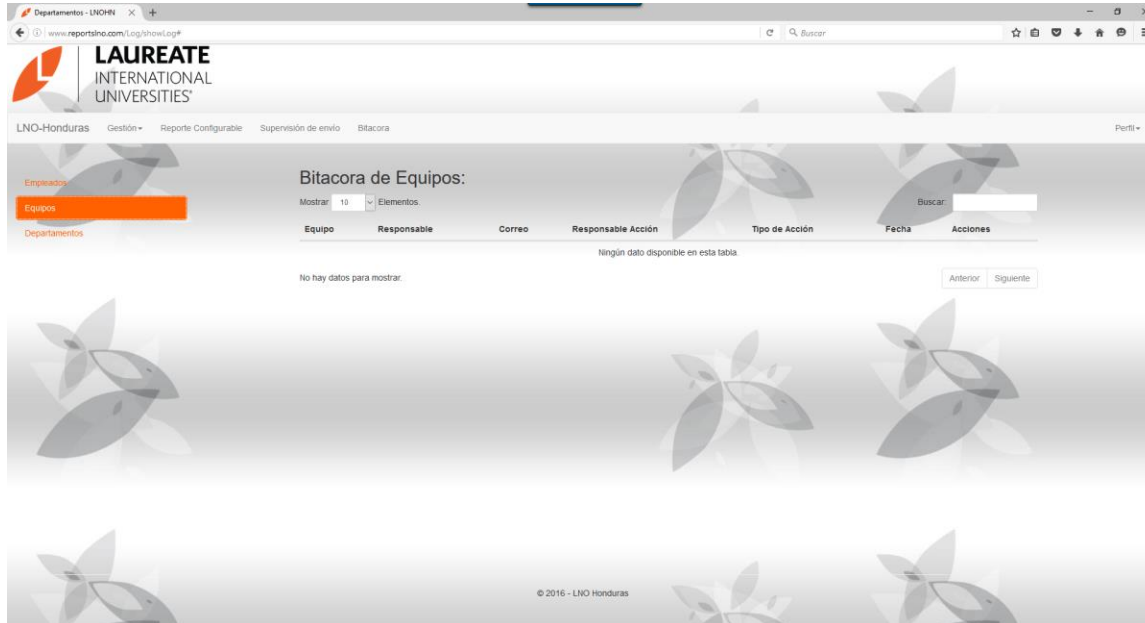 Departamentos - LNOHN
www.reportslno.com/Log/showLog#
Buscar
LAUREATE
INTERNATIONAL
UNIVERSITIES®
LNO-Honduras Gestión Reporte Configurable Supervisión de envío Bitacora Perfil
Empleados
Equipos
Departamentos
Bitacora de Equipos:
Mostrar 10 Elementos. Buscar:
Equipo Responsable Correo Responsable Acción Tipo de Acción Fecha Acciones
Ningún dato disponible en esta tabla.
No hay datos para mostrar. Anterior Siguiente
© 2016 - LNO Honduras